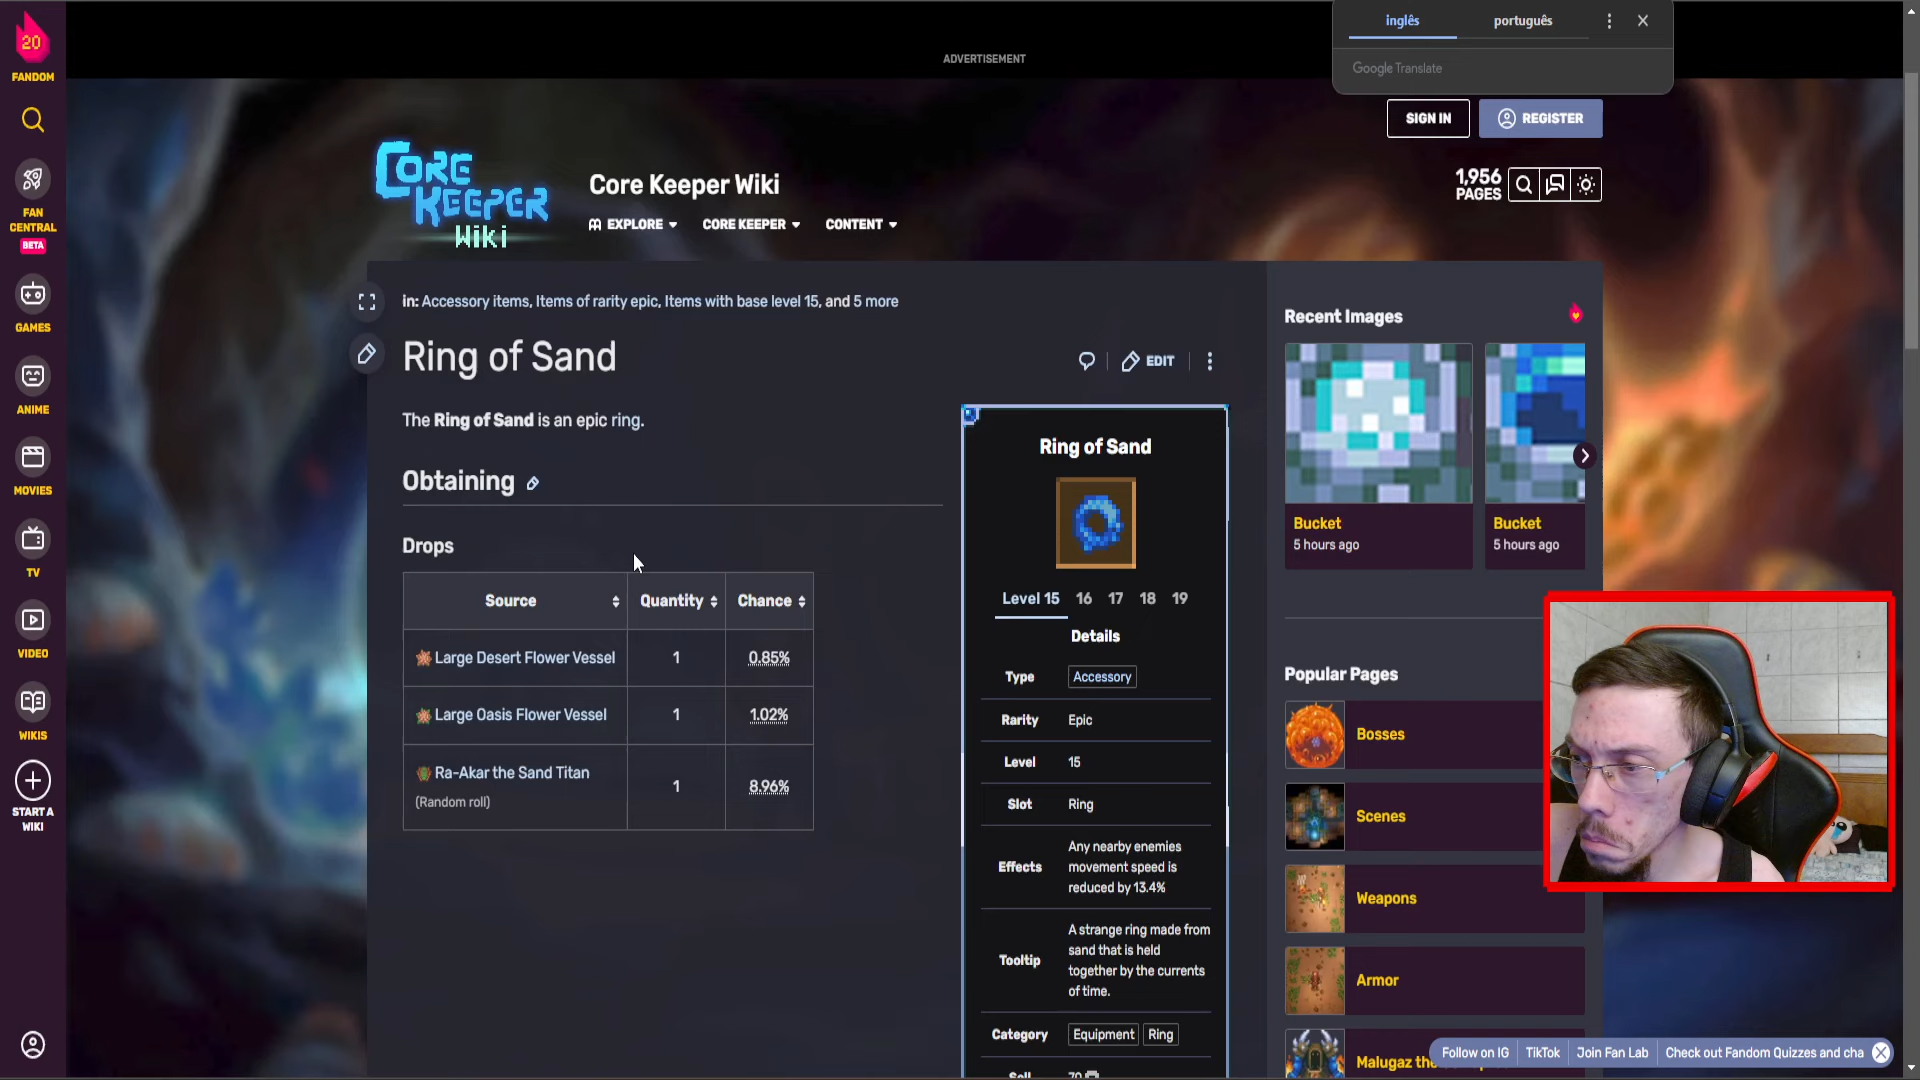 20
FANDOM
FAN
CENTRAL
BETA
GAMES
ANIME
MOVIES
TV
VIDEO
WIKIS
START A
WIKI
ADVERTISEMENT
inglês
português
Google Translate
SIGN IN
REGISTER
CORE
KEEPER
Wiki
Core Keeper Wiki
EXPLORE
CORE KEEPER
CONTENT
1,956
PAGES
in: Accessory items, Items of rarity epic, Items with base level 15, and 5 more
Ring of Sand
EDIT
The Ring of Sand is an epic ring.
Obtaining
Drops
Source Quantity Chance
Large Desert Flower Vessel 1 0.85%
Large Oasis Flower Vessel 1 1.02%
Ra-Akar the Sand Titan
(Random roll) 1 8.96%
Ring of Sand
Level 15 16 17 18 19
Details
Type Accessory
Rarity Epic
Level 15
Slot Ring
Effects Any nearby enemies
movement speed is
reduced by 13.4%
Tooltip A strange ring made from
sand that is held
together by the currents
of time.
Category Equipment Ring
Sell 70
Recent Images
Bucket
5 hours ago
Bucket
5 hours ago
Popular Pages
Bosses
Scenes
Weapons
Armor
Malugaz the
Follow on IG TikTok Join Fan Lab Check out Fandom Quizzes and cha